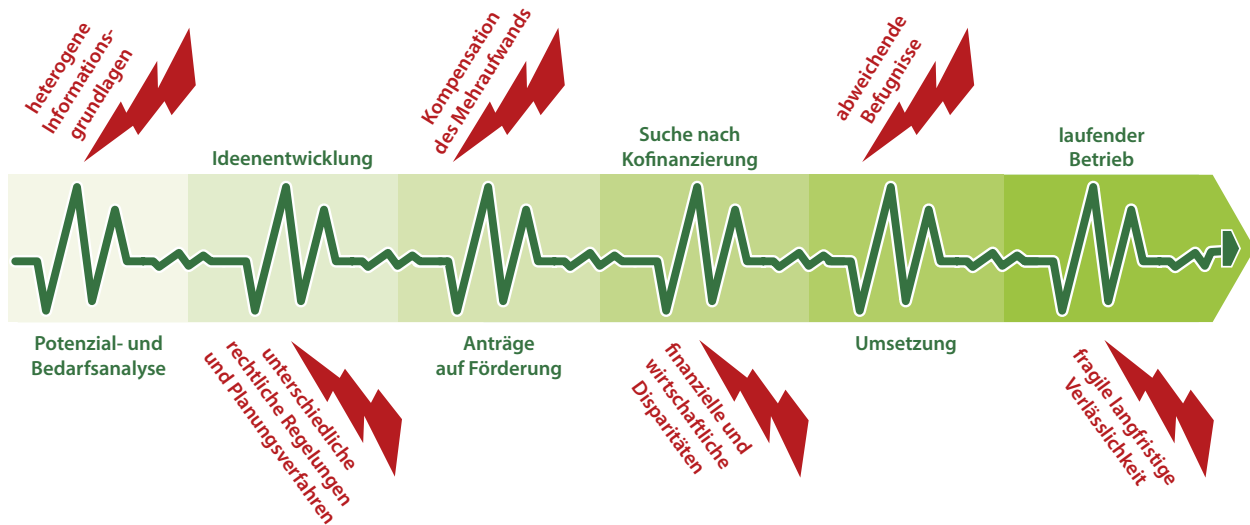 heterogene
Informations-
grundlagen
Kompensation
des Mehraufwands
abweichende
Befugnisse
Ideenentwicklung
Suche nach
Kofinanzierung
laufender
Betrieb
Potenzial- und
Bedarfsanalyse
Anträge
auf Förderung
Umsetzung
unterschiedliche
rechtliche Regelungen
und Planungsverfahren
finanzielle und
wirtschaftliche
Disparitäten
fragile langfristige
Verlässlichkeit